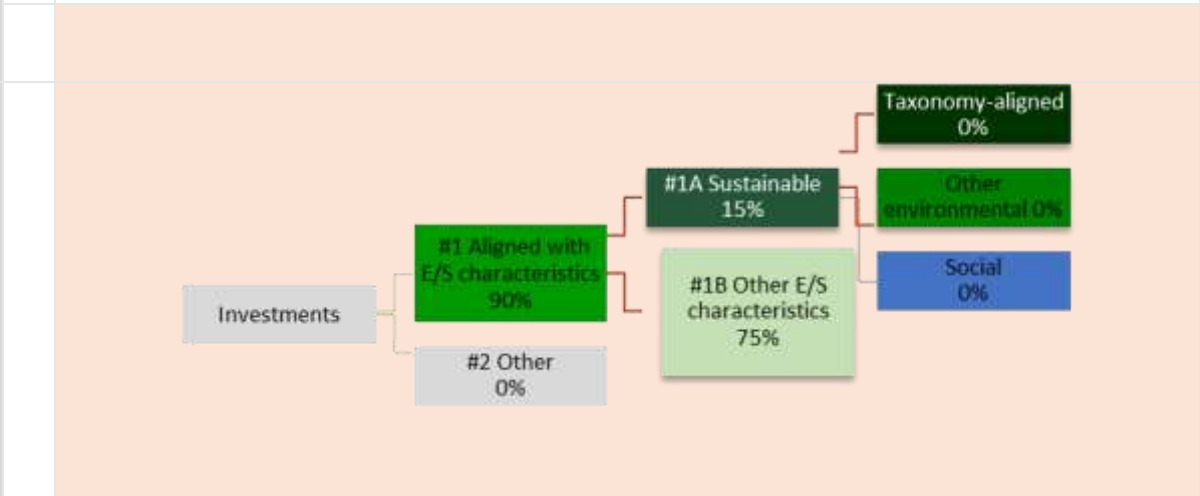 Taxonomy-aligned
0%
#1A Sustainable
15%
Other
environmental 0%
#1 Aligned with
E/S characteristics
90%
Social
0%
#1B Other E/S
characteristics
75%
Investments
#2 Other
0%